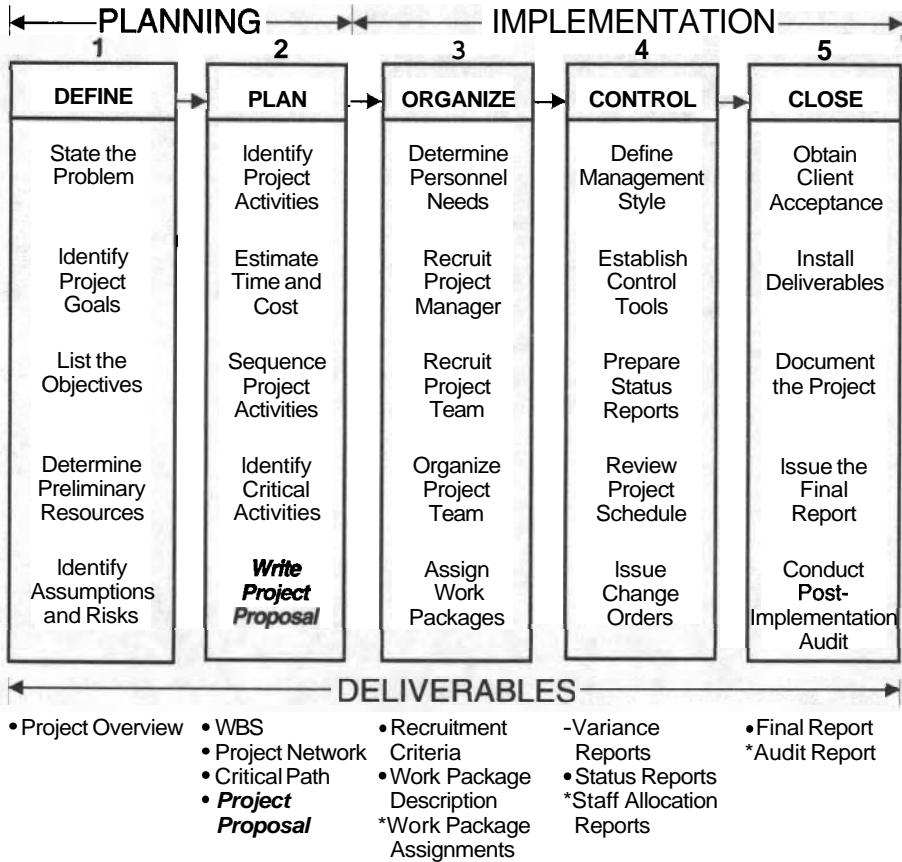 PLANNING
IMPLEMENTATION
1
2
3
4
5
DEFINE
PLAN
ORGANIZE
CONTROL
CLOSE
State the
Problem
Identify
Project
Goals
List the
Objectives
Determine
Preliminary
Resources
Identify
Assumptions
and Risks
Identify
Project
Activities
Estimate
Time and
Cost
Sequence
Project
Activities
Identify
Critical
Activities
Write
Project
Proposal
Determine
Personnel
Needs
Recruit
Project
Manager
Recruit
Project
Team
Organize
Project
Team
Assign
Work
Packages
Define
Management
Style
Establish
Control
Tools
Prepare
Status
Reports
Review
Project
Schedule
Issue
Change
Orders
Obtain
Client
Acceptance
Install
Deliverables
Document
the Project
Issue the
Final
Report
Conduct
Post-
Implementation
Audit
DELIVERABLES
• Project Overview
• WBS
• Project Network
• Critical Path
• Project
Proposal
• Recruitment
Criteria
• Work Package
Description
*Work Package
Assignments
-Variance
Reports
• Status Reports
*Staff Allocation
Reports
• Final Report
*Audit Report